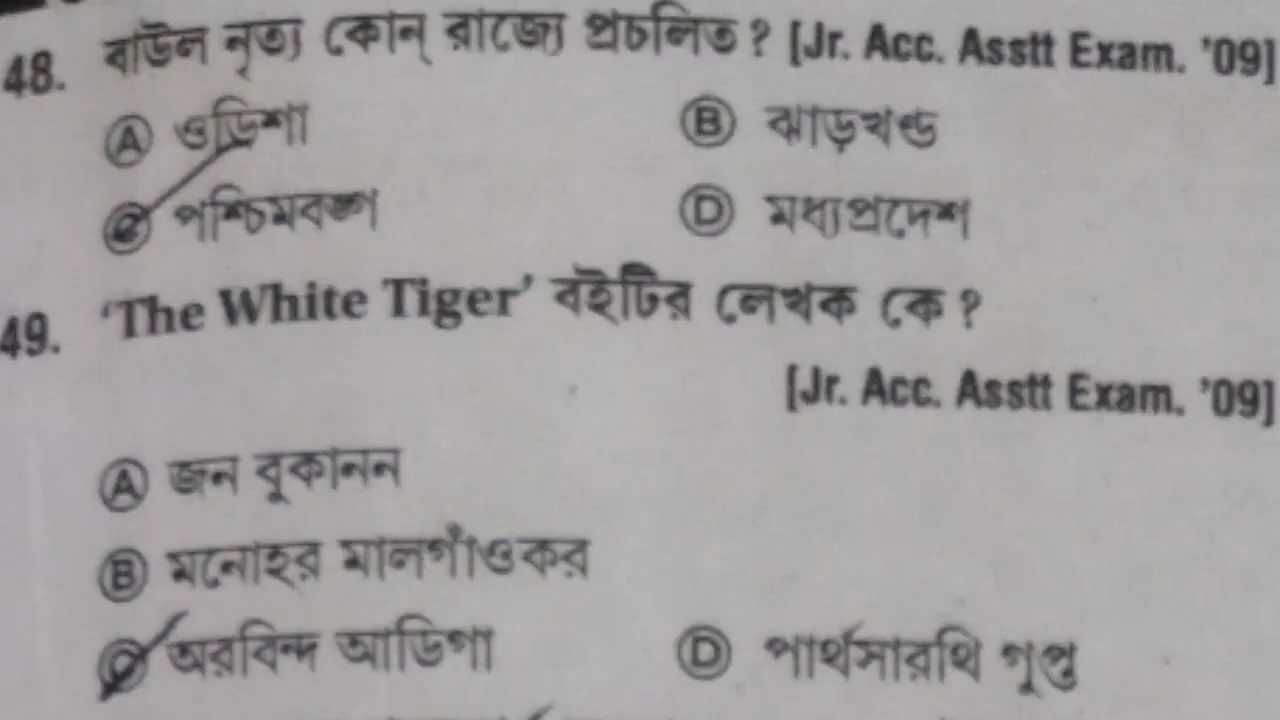 48. বাউল নৃত্য কোন্ রাজ্যে প্রচলিত? [Jr. Acc. Asstt Exam. '09]
Ⓐ ওড়িশা Ⓑ ঝাড়খণ্ড
Ⓒ পশ্চিমবঙ্গ Ⓓ মধ্যপ্রদেশ
49. 'The White Tiger' বইটির লেখক কে?
[Jr. Acc. Asstt Exam. '09]
Ⓐ জন বুকানন
Ⓑ মনোহর মালগাঁওকর
Ⓒ অরবিন্দ আডিগা Ⓓ পার্থসারথি গুপ্ত